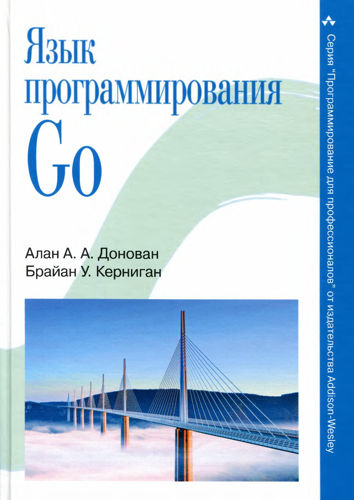 Язык
программирования
Go
Алан А. А. Донован
Брайан У. Керниган
Серия "Программирование для профессионалов" от издательства Addison-Wesley